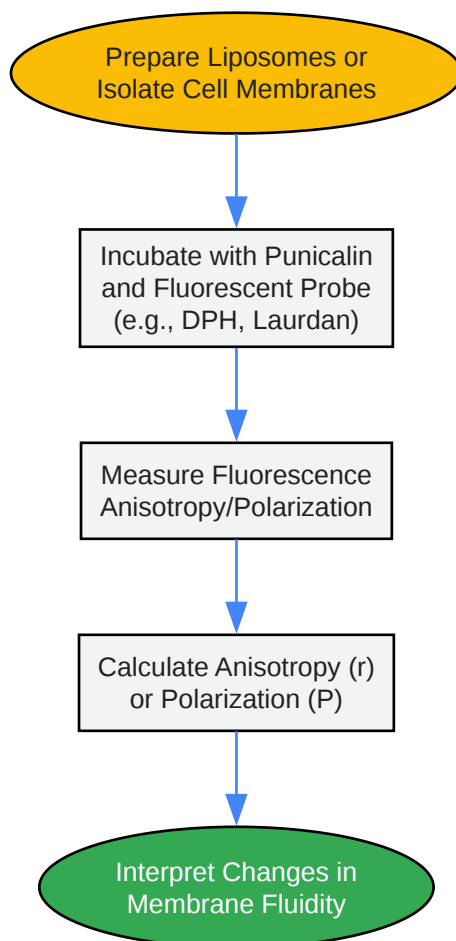 Prepare Liposomes or
Isolate Cell Membranes
Incubate with Punicalin
and Fluorescent Probe
(e.g., DPH, Laurdan)
Measure Fluorescence
Anisotropy/Polarization
Calculate Anisotropy (r)
or Polarization (P)
Interpret Changes in
Membrane Fluidity